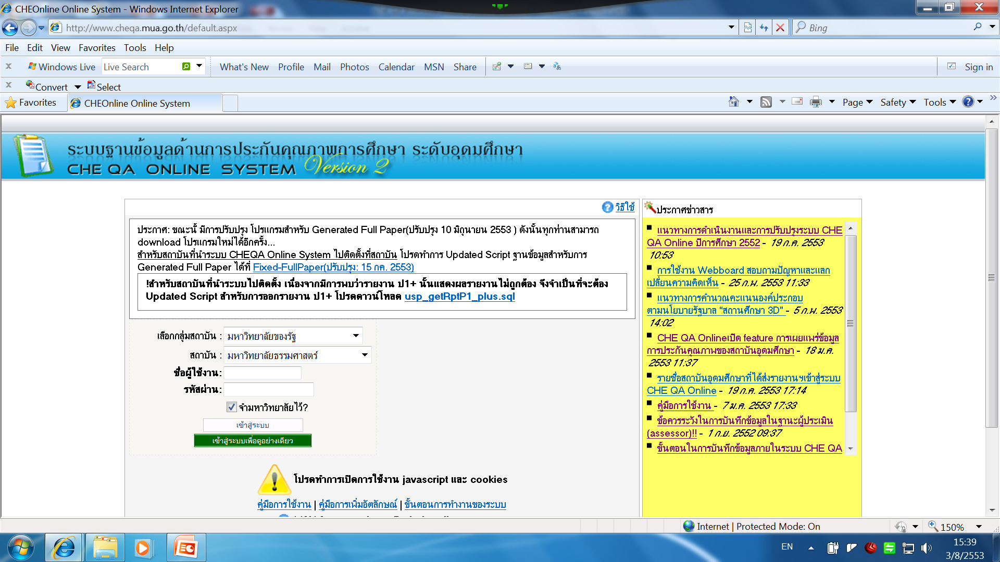 CHEOnline Online System - Windows Internet Explorer
http://www.cheqa.mua.go.th/default.aspx
Bing
File Edit View Favorites Tools Help
Windows Live Live Search What's New Profile Mail Photos Calendar MSN Share Sign in
Convert Select
Favorites CHEOnline Online System Page Safety Tools
ระบบฐานข้อมูลด้านการประกันคุณภาพการศึกษา ระดับอุดมศึกษา
CHE QA ONLINE SYSTEM Version 2
วิธีใช้
ประกาศ: ขณะนี้ มีการปรับปรุง โปรแกรมสำหรับ Generated Full Paper(ปรับปรุง 10 มิถุนายน 2553 ) ดังนั้นทุกท่านสามารถ
download โปรแกรมใหม่ได้อีกครั้ง...
สำหรับสถาบันที่นำระบบ CHEQA Online System ไปติดตั้งที่สถาบัน โปรดทำการ Updated Script ฐานข้อมูลสำหรับการ
Generated Full Paper ได้ที่ Fixed-FullPaper(ปรับปรุง: 15 กค. 2553)
!สำหรับสถาบันที่นำระบบไปติดตั้ง เนื่องจากมีการพบว่ารายงาน ป1+ นั้นแสดงผลรายงานไม่ถูกต้อง จึงจำเป็นที่จะต้อง
Updated Script สำหรับการออกรายงาน ป1+ โปรดดาวน์โหลด usp_getRptP1_plus.sql
เลือกกลุ่มสถาบัน : มหาวิทยาลัยของรัฐ
สถาบัน : มหาวิทยาลัยธรรมศาสตร์
ชื่อผู้ใช้งาน:
รหัสผ่าน:
จำมหาวิทยาลัยไว้?
เข้าสู่ระบบ
เข้าสู่ระบบเพื่อดูอย่างเดียว
โปรดทำการเปิดการใช้งาน javascript และ cookies
คู่มือการใช้งาน | คู่มือการเพิ่มอัตลักษณ์ | ขั้นตอนการทำงานของระบบ
ประกาศข่าวสาร
แนวทางการดำเนินงานและการปรับปรุงระบบ CHE
QA Online ปีการศึกษา 2552 - 19 ก.ค. 2553
10:53
การใช้งาน Webboard สอบถามปัญหาและแลก
เปลี่ยนความคิดเห็น - 25 ก.พ. 2553 11:33
แนวทางการคำนวณคะแนนองค์ประกอบ
ตามนโยบายรัฐบาล "สถานศึกษา 3D" - 5 ก.พ. 2553
14:02
CHE QA Onlineเปิด feature การเผยแพร่ข้อมูล
การประกันคุณภาพของสถาบันอุดมศึกษา - 18 ม.ค.
2553 11:37
รายชื่อสถาบันอุดมศึกษาที่ได้ส่งรายงานฯเข้าสู่ระบบ
CHE QA Online - 19 ก.ค. 2553 17:14
คู่มือการใช้งาน - 7 ม.ค. 2553 17:33
ข้อควรระวังในการบันทึกข้อมูลในฐานะผู้ประเมิน
(assessor)!! - 1 ก.ย. 2552 09:37
ขั้นตอนในการบันทึกข้อมูลภายในระบบ CHE QA
Internet | Protected Mode: On 150%
EN 15:39
3/8/2553